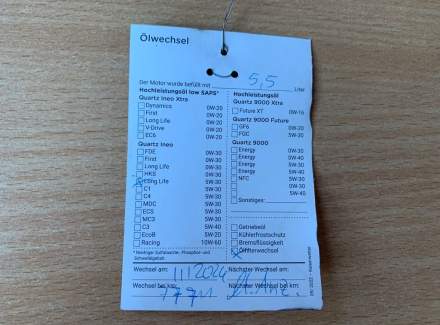 Ölwechsel
Der Motor wurde befüllt mit 5,5 Liter
Hochleistungsöl low SAPS*
Quartz Ineo Xtra
Dynamics 0W-20
First 0W-20
Long Life 0W-20
V-Drive 0W-20
EC6 0W-20
Quartz Ineo
FDE 0W-30
First 0W-30
Long Life 0W-30
HKS 5W-30
Long Life 5W-30
C1 5W-30
C4 5W-30
MDC 5W-30
ECS 5W-30
MC3 5W-30
C3 5W-40
EcoB 5W-20
Racing 10W-60
Hochleistungsöl
Quartz 9000 Xtra
Future XT 0W-16
Quartz 9000 Future
GF6 0W-20
FGC 5W-30
Quartz 9000
Energy 0W-30
Energy 0W-40
Energy 5W-30
Energy 5W-40
NFC 5W-30
0W-30
5W-40
Sonstiges:
Getriebeöl
Kühlerfrostschutz
Bremsflüssigkeit
Ölfilterwechsel
Wechsel am: 11/2024 Nächster Wechsel am:
Wechsel bei km: Nächster Wechsel bei km: